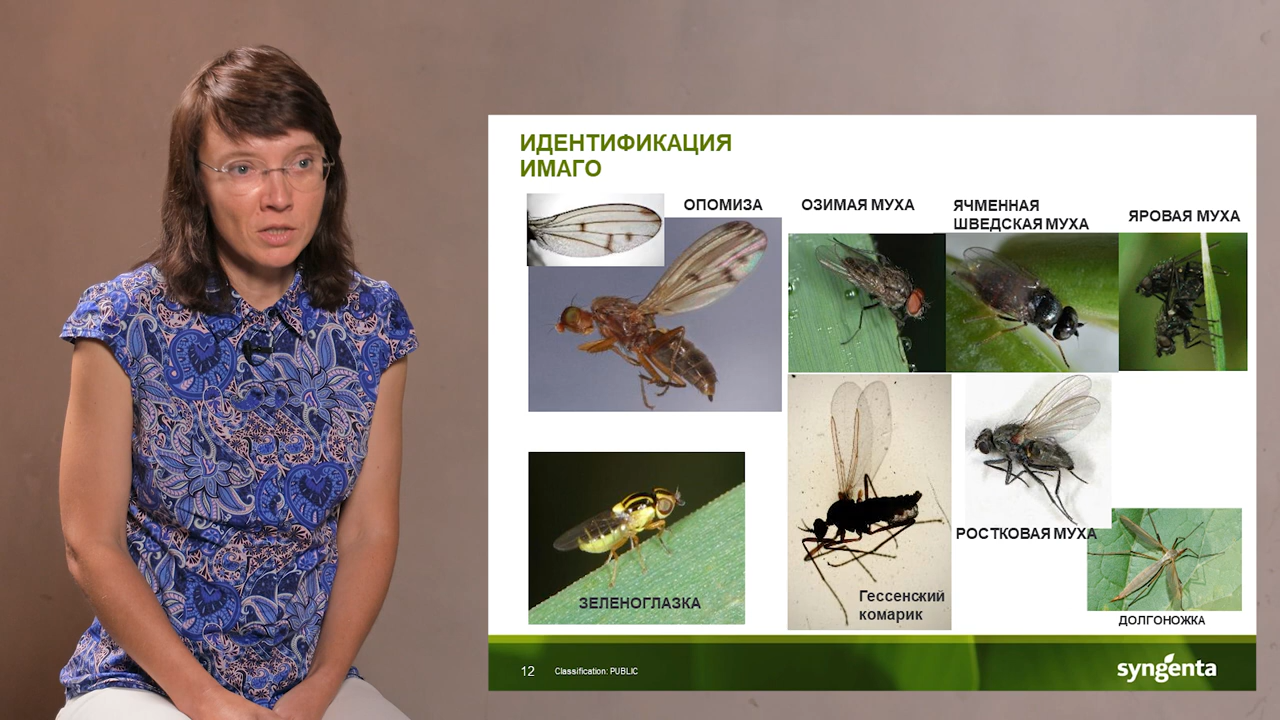 ИДЕНТИФИКАЦИЯ
ИМАГО
ОПОМИЗА
ОЗИМАЯ МУХА
ЯЧМЕННАЯ
ШВЕДСКАЯ МУХА
ЯРОВАЯ МУХА
РОСТКОВАЯ МУХА
Гессенский
комарик
ЗЕЛЕНОГЛАЗКА
ДОЛГОНОЖКА
12
Classification: PUBLIC
syngenta